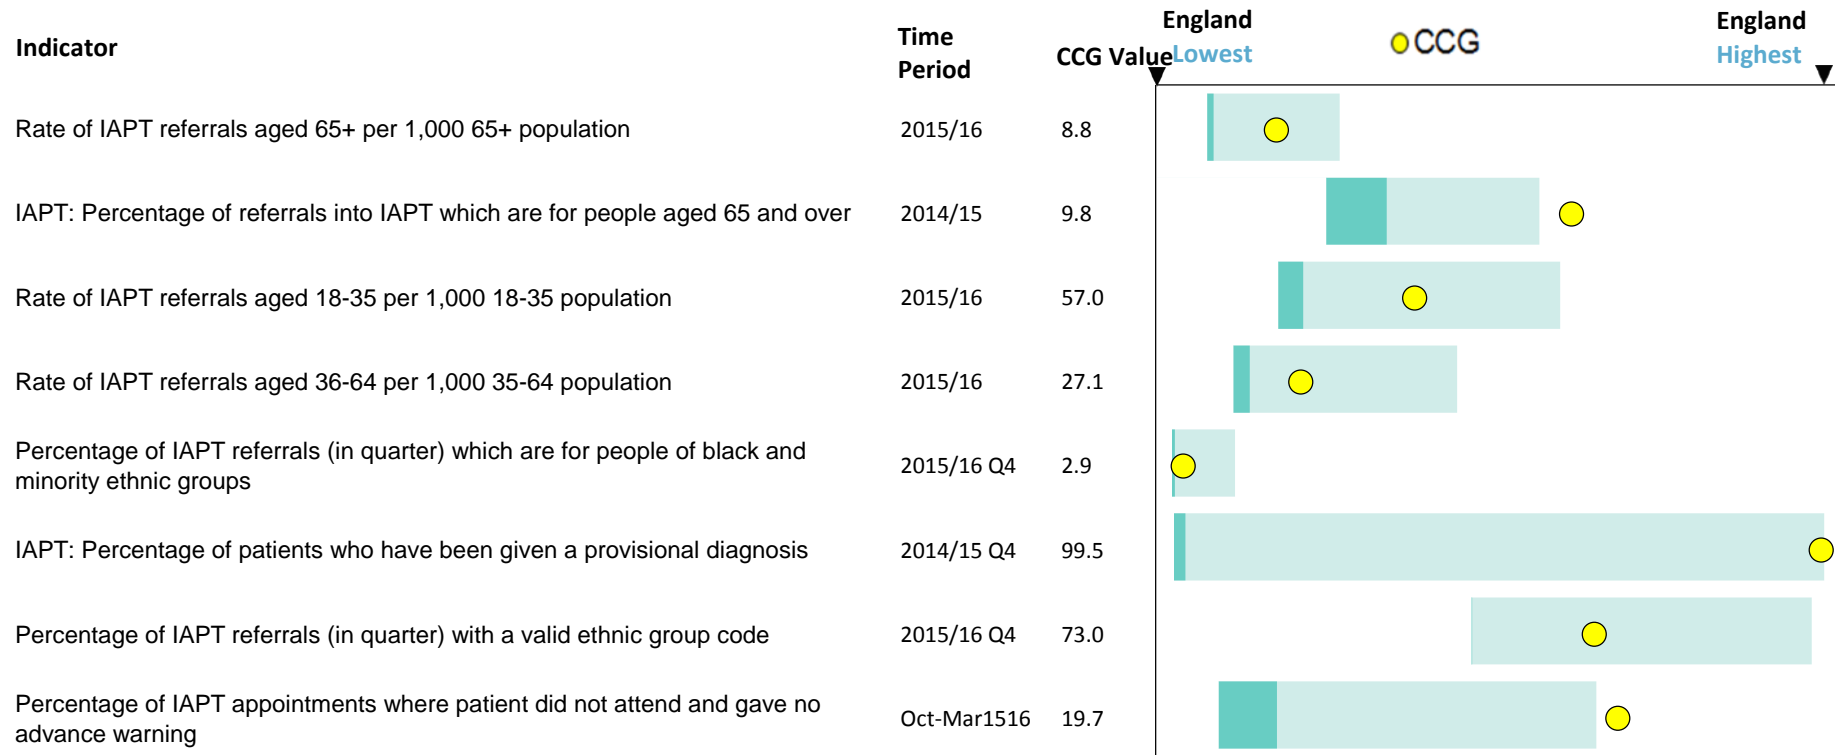 Indicator
Time
Period
CCG Value
England
Lowest
CCG
England
Highest
Rate of IAPT referrals aged 65+ per 1,000 65+ population 2015/16 8.8
IAPT: Percentage of referrals into IAPT which are for people aged 65 and over 2014/15 9.8
Rate of IAPT referrals aged 18-35 per 1,000 18-35 population 2015/16 57.0
Rate of IAPT referrals aged 36-64 per 1,000 35-64 population 2015/16 27.1
Percentage of IAPT referrals (in quarter) which are for people of black and
minority ethnic groups 2015/16 Q4 2.9
IAPT: Percentage of patients who have been given a provisional diagnosis 2014/15 Q4 99.5
Percentage of IAPT referrals (in quarter) with a valid ethnic group code 2015/16 Q4 73.0
Percentage of IAPT appointments where patient did not attend and gave no
advance warning Oct-Mar1516 19.7